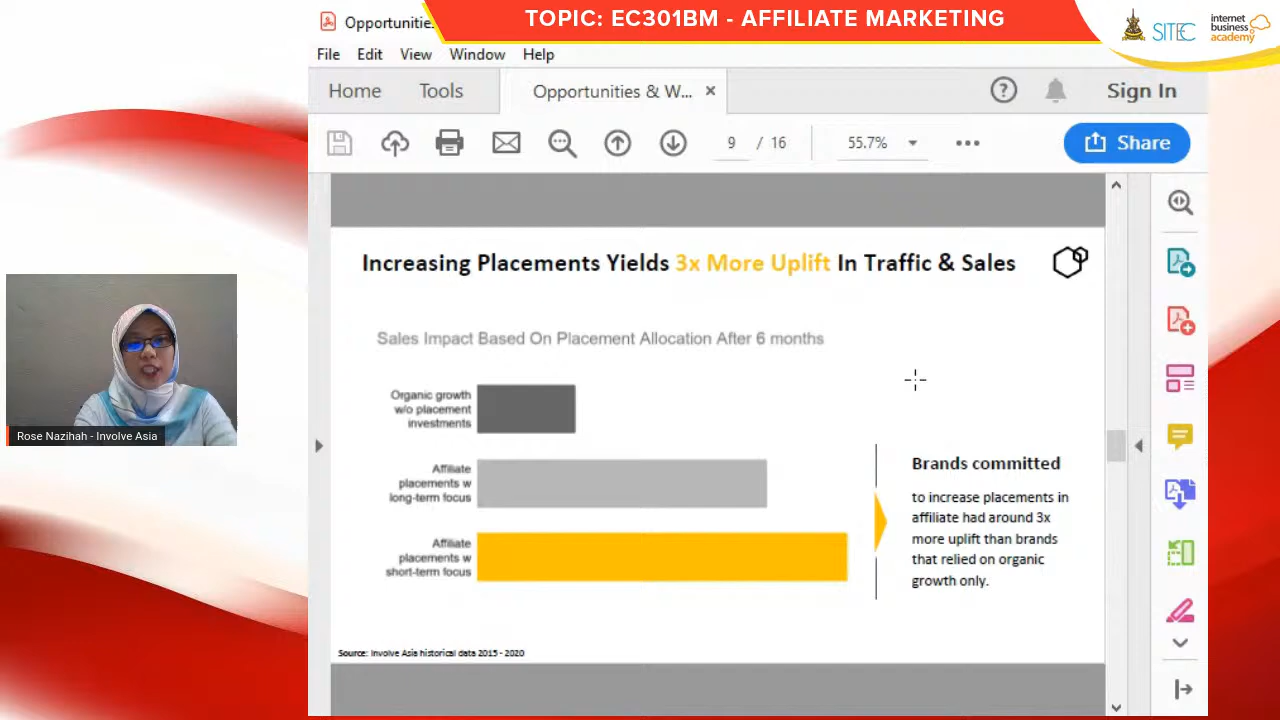 TOPIC: EC301BM - AFFILIATE MARKETING
SITEC
internet
business
academy
Opportunities
File Edit View Window Help
Home Tools Opportunities & W... ×
Sign In
9 / 16 55.7%
Share
Increasing Placements Yields 3x More Uplift In Traffic & Sales
Sales Impact Based On Placement Allocation After 6 months
Organic growth
w/o placement
investments
Affiliate
placements w
long-term focus
Affiliate
placements w
short-term focus
Brands committed
to increase placements in
affiliate had around 3x
more uplift than brands
that relied on organic
growth only.
Source: Involve Asia historical data 2015 - 2020
Rose Nazihah - Involve Asia